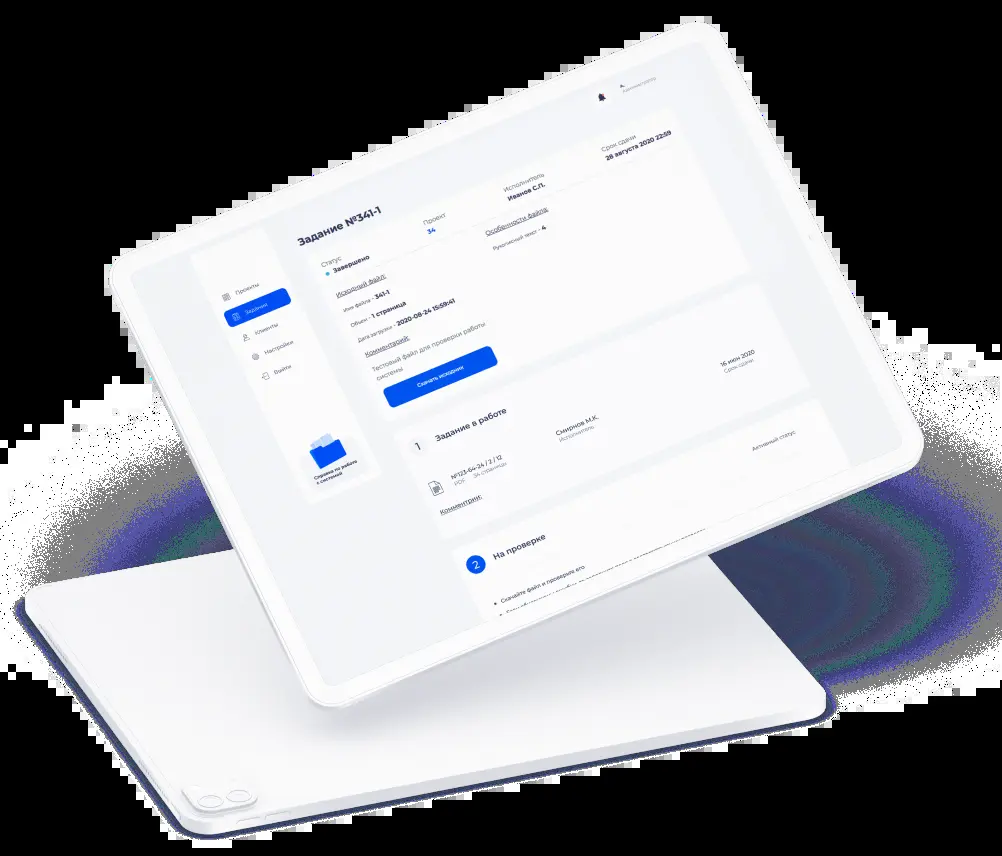 Администратор
Задание №341-1
Срок сдачи
28 августа 2020 22:59
Исполнитель
Иванов С.П.
Проект
34
Статус
Завершено
Проекты
Задания
Клиенты
Настройки
Выйти
Справка по работе
с системой
Исходный файл:
Имя файла - 341-1
Объем - 1 страница
Дата загрузки - 2020-08-24 15:59:41
Особенности файла:
Рукописный текст - 4
Комментарий:
Тестовый файл для проверки работы
системы
Скачать исходник
1 Задание в работе
№123-64-24 / 2 / 12
PDF 34 страницы
Смирнов М.К.
Исполнитель
16 июн 2020
Срок сдачи
Комментрии:
2 На проверке
Активный статус
Скачайте файл и проверьте его